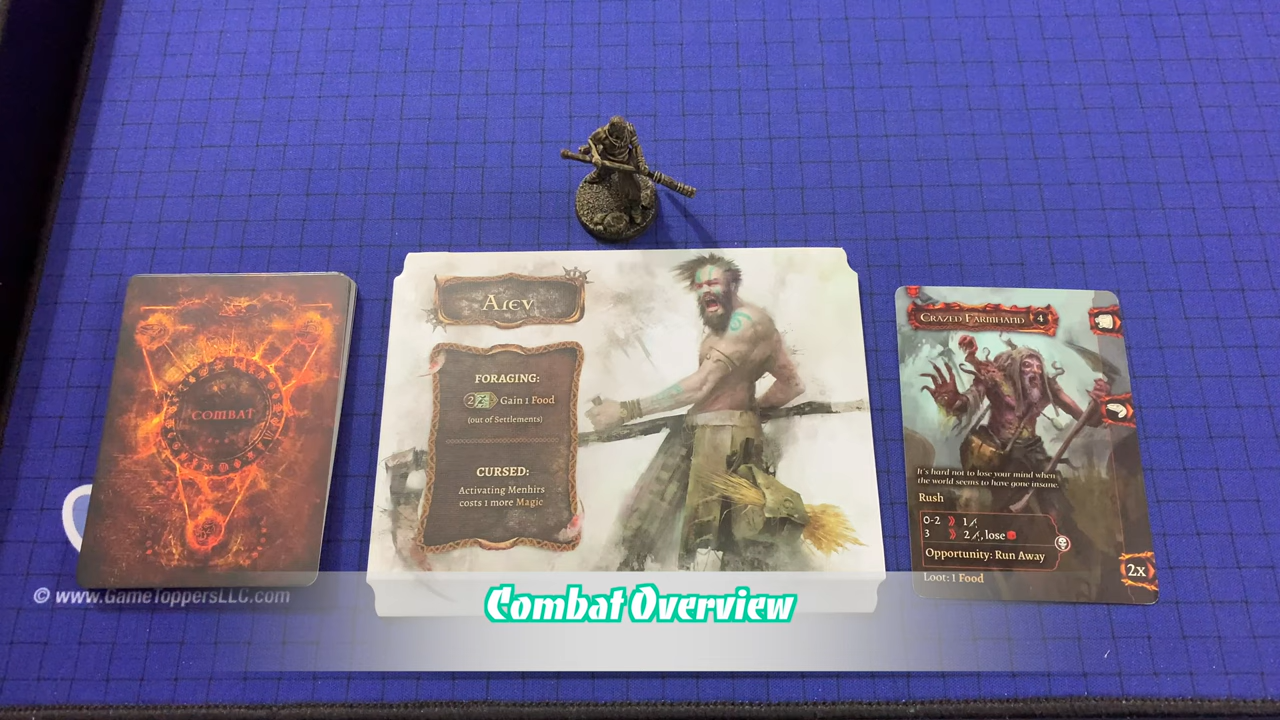 COMBAT
AIEV
FORAGING:
2 Gain 1 Food
(out of Settlements)
CURSED:
Activating Menhirs
costs 1 more Magic
CRAZED FARMHAND 4
It's hard not to lose your mind when
the world seems to have gone insane.
Rush
0-2 1
3 2, lose
Opportunity: Run Away
Loot: 1 Food
2x
© www.GameToppersLLC.com
Combat Overview